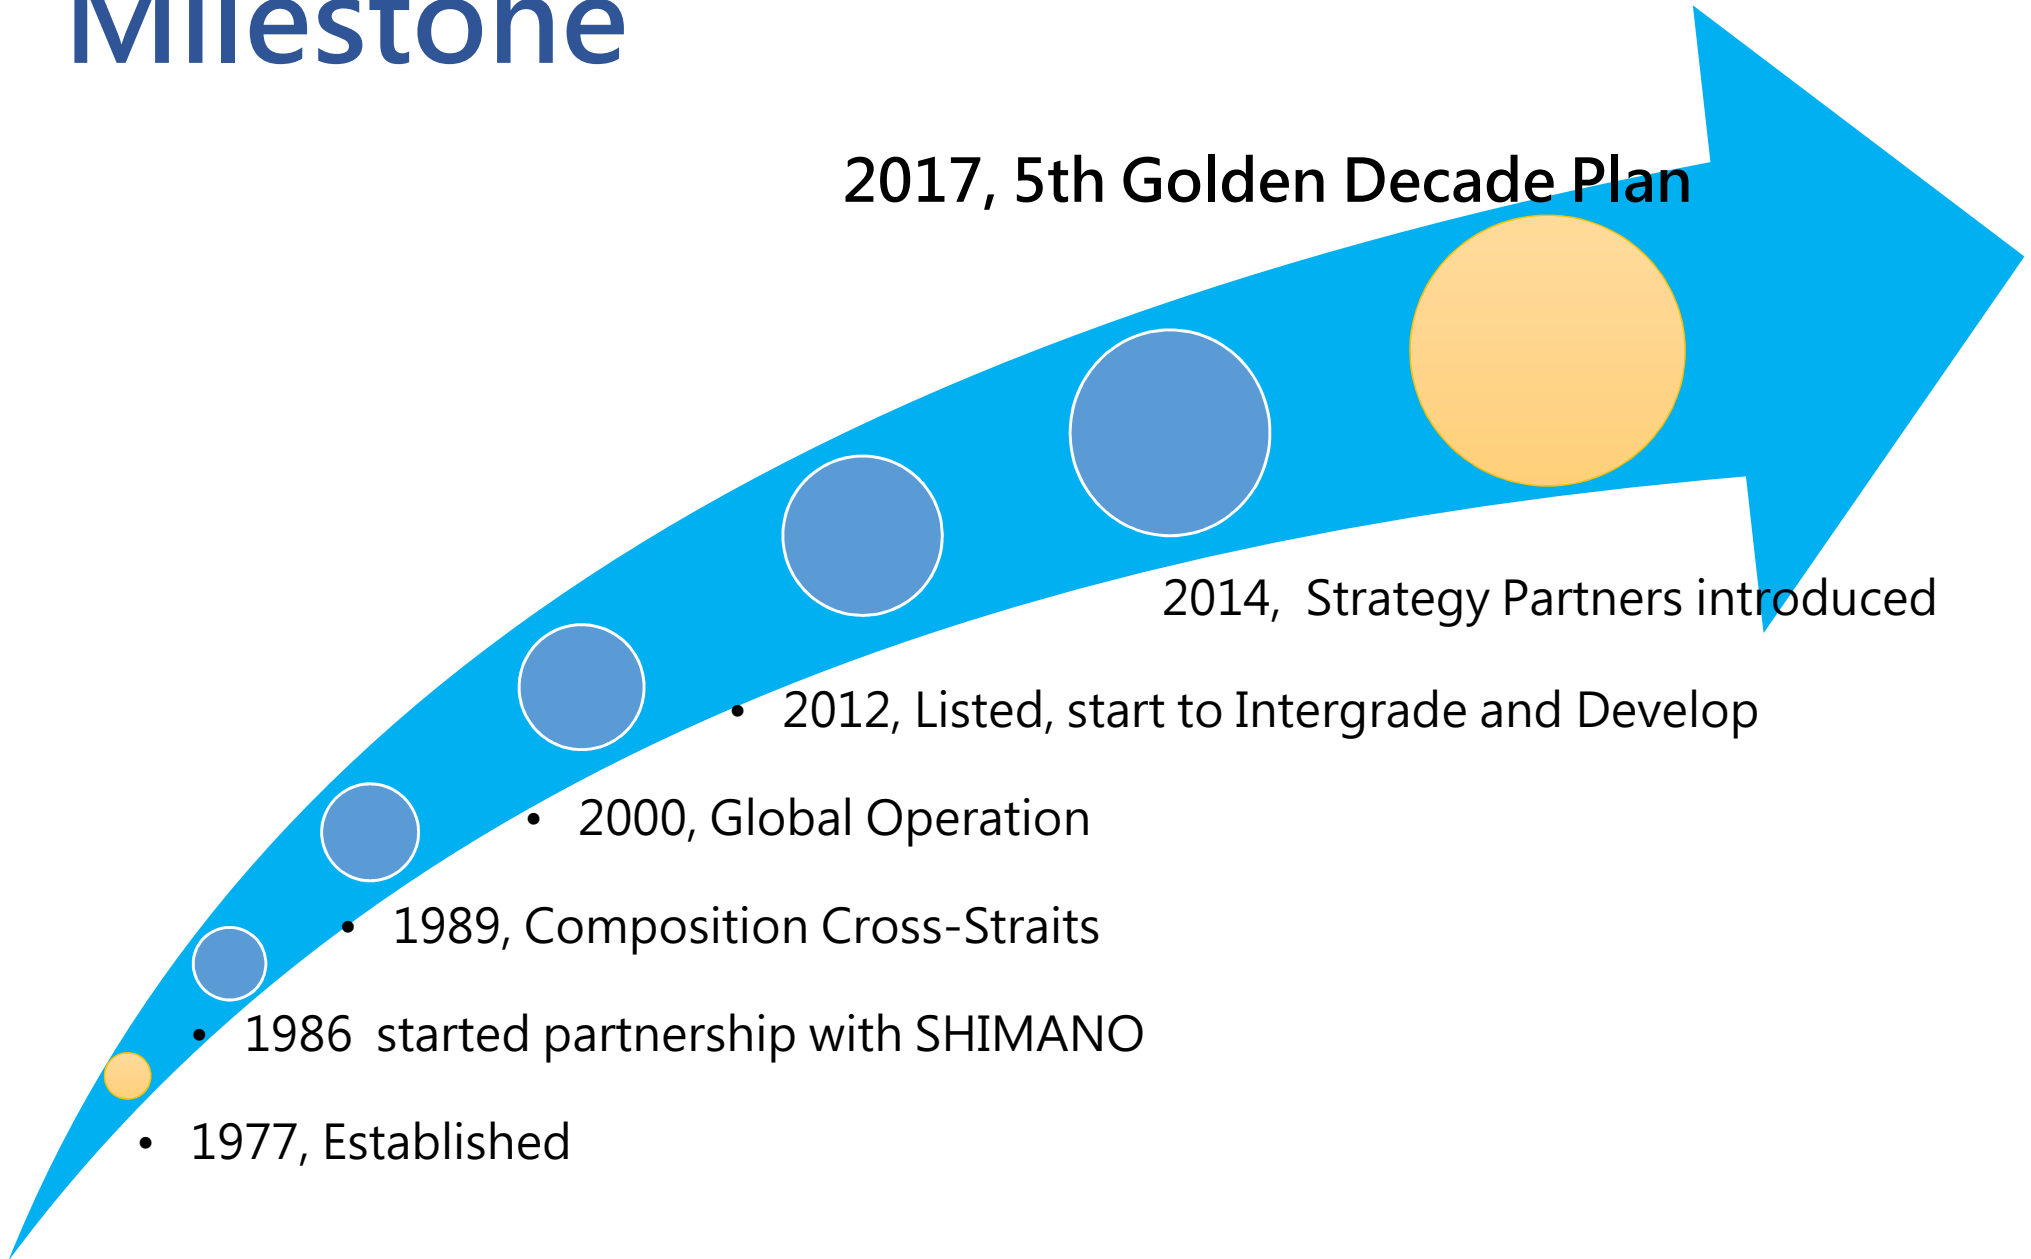 Milestone
2017, 5th Golden Decade Plan
2014, Strategy Partners introduced
• 2012, Listed, start to Intergrade and Develop
• 2000, Global Operation
• 1989, Composition Cross-Straits
• 1986 started partnership with SHIMANO
• 1977, Established